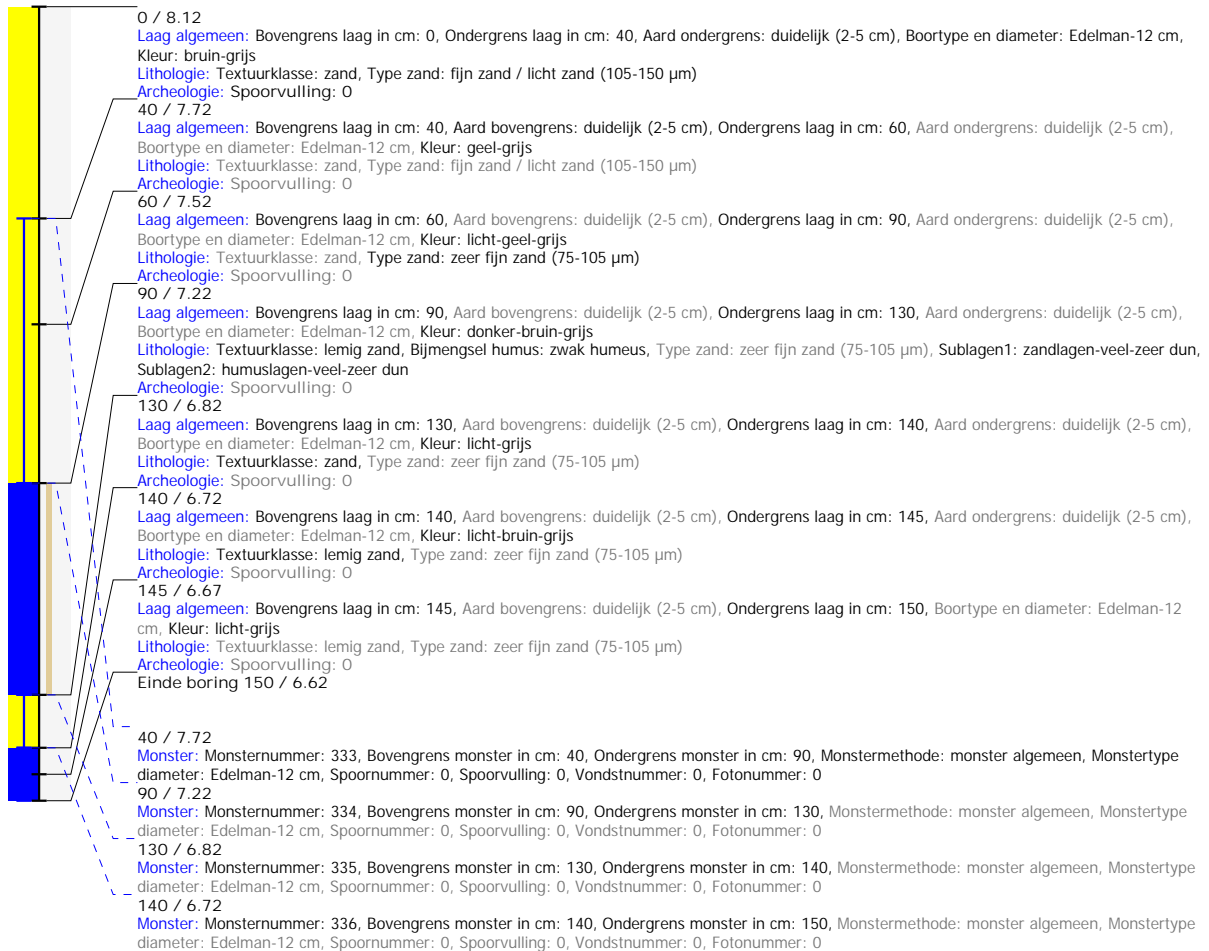 0 / 8.12
Laag algemeen: Bovengrens laag in cm: 0, Ondergrens laag in cm: 40, Aard ondergrens: duidelijk (2-5 cm), Boortype en diameter: Edelman-12 cm,
Kleur: bruin-grijs
Lithologie: Textuurklasse: zand, Type zand: fijn zand / licht zand (105-150 µm)
Archeologie: Spoorvulling: 0
40 / 7.72
Laag algemeen: Bovengrens laag in cm: 40, Aard bovengrens: duidelijk (2-5 cm), Ondergrens laag in cm: 60, Aard ondergrens: duidelijk (2-5 cm),
Boortype en diameter: Edelman-12 cm, Kleur: geel-grijs
Lithologie: Textuurklasse: zand, Type zand: fijn zand / licht zand (105-150 µm)
Archeologie: Spoorvulling: 0
60 / 7.52
Laag algemeen: Bovengrens laag in cm: 60, Aard bovengrens: duidelijk (2-5 cm), Ondergrens laag in cm: 90, Aard ondergrens: duidelijk (2-5 cm),
Boortype en diameter: Edelman-12 cm, Kleur: licht-geel-grijs
Lithologie: Textuurklasse: zand, Type zand: zeer fijn zand (75-105 µm)
Archeologie: Spoorvulling: 0
90 / 7.22
Laag algemeen: Bovengrens laag in cm: 90, Aard bovengrens: duidelijk (2-5 cm), Ondergrens laag in cm: 130, Aard ondergrens: duidelijk (2-5 cm),
Boortype en diameter: Edelman-12 cm, Kleur: donker-bruin-grijs
Lithologie: Textuurklasse: lemig zand, Bijmengsel humus: zwak humeus, Type zand: zeer fijn zand (75-105 µm), Sublagen1: zandlagen-veel-zeer dun,
Sublagen2: humuslagen-veel-zeer dun
Archeologie: Spoorvulling: 0
130 / 6.82
Laag algemeen: Bovengrens laag in cm: 130, Aard bovengrens: duidelijk (2-5 cm), Ondergrens laag in cm: 140, Aard ondergrens: duidelijk (2-5 cm),
Boortype en diameter: Edelman-12 cm, Kleur: licht-grijs
Lithologie: Textuurklasse: zand, Type zand: zeer fijn zand (75-105 µm)
Archeologie: Spoorvulling: 0
140 / 6.72
Laag algemeen: Bovengrens laag in cm: 140, Aard bovengrens: duidelijk (2-5 cm), Ondergrens laag in cm: 145, Aard ondergrens: duidelijk (2-5 cm),
Boortype en diameter: Edelman-12 cm, Kleur: licht-bruin-grijs
Lithologie: Textuurklasse: lemig zand, Type zand: zeer fijn zand (75-105 µm)
Archeologie: Spoorvulling: 0
145 / 6.67
Laag algemeen: Bovengrens laag in cm: 145, Aard bovengrens: duidelijk (2-5 cm), Ondergrens laag in cm: 150, Boortype en diameter: Edelman-12
cm, Kleur: licht-grijs
Lithologie: Textuurklasse: lemig zand, Type zand: zeer fijn zand (75-105 µm)
Archeologie: Spoorvulling: 0
Einde boring 150 / 6.62
40 / 7.72
Monster: Monsternummer: 333, Bovengrens monster in cm: 40, Ondergrens monster in cm: 90, Monstermethode: monster algemeen, Monstertype
diameter: Edelman-12 cm, Spoornummer: 0, Spoorvulling: 0, Vondstnummer: 0, Fotonummer: 0
90 / 7.22
Monster: Monsternummer: 334, Bovengrens monster in cm: 90, Ondergrens monster in cm: 130, Monstermethode: monster algemeen, Monstertype
diameter: Edelman-12 cm, Spoornummer: 0, Spoorvulling: 0, Vondstnummer: 0, Fotonummer: 0
130 / 6.82
Monster: Monsternummer: 335, Bovengrens monster in cm: 130, Ondergrens monster in cm: 140, Monstermethode: monster algemeen, Monstertype
diameter: Edelman-12 cm, Spoornummer: 0, Spoorvulling: 0, Vondstnummer: 0, Fotonummer: 0
140 / 6.72
Monster: Monsternummer: 336, Bovengrens monster in cm: 140, Ondergrens monster in cm: 150, Monstermethode: monster algemeen, Monstertype
diameter: Edelman-12 cm, Spoornummer: 0, Spoorvulling: 0, Vondstnummer: 0, Fotonummer: 0